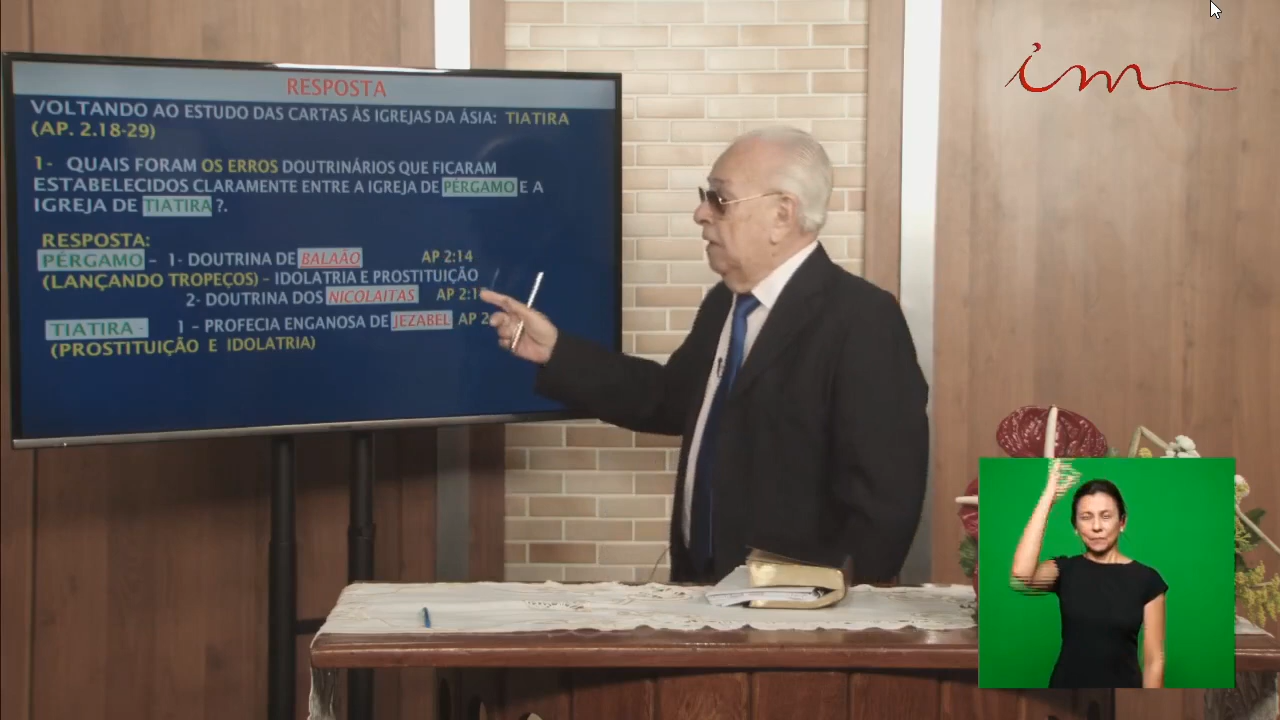 RESPOSTA
VOLTANDO AO ESTUDO DAS CARTAS ÀS IGREJAS DA ÁSIA: TIATIRA
(AP. 2.18-29)
1- QUAIS FORAM OS ERROS DOUTRINÁRIOS QUE FICARAM
ESTABELECIDOS CLARAMENTE ENTRE A IGREJA DE PÉRGAMO E A
IGREJA DE TIATIRA ?.
RESPOSTA:
PÉRGAMO – 1- DOUTRINA DE BALAÃO AP 2:14
(LANÇANDO TROPEÇOS) – IDOLATRIA E PROSTITUIÇÃO
2- DOUTRINA DOS NICOLAITAS AP
TIATIRA - 1 – PROFECIA ENGANOSA DE JEZABEL AP
(PROSTITUIÇÃO E IDOLATRIA)
im